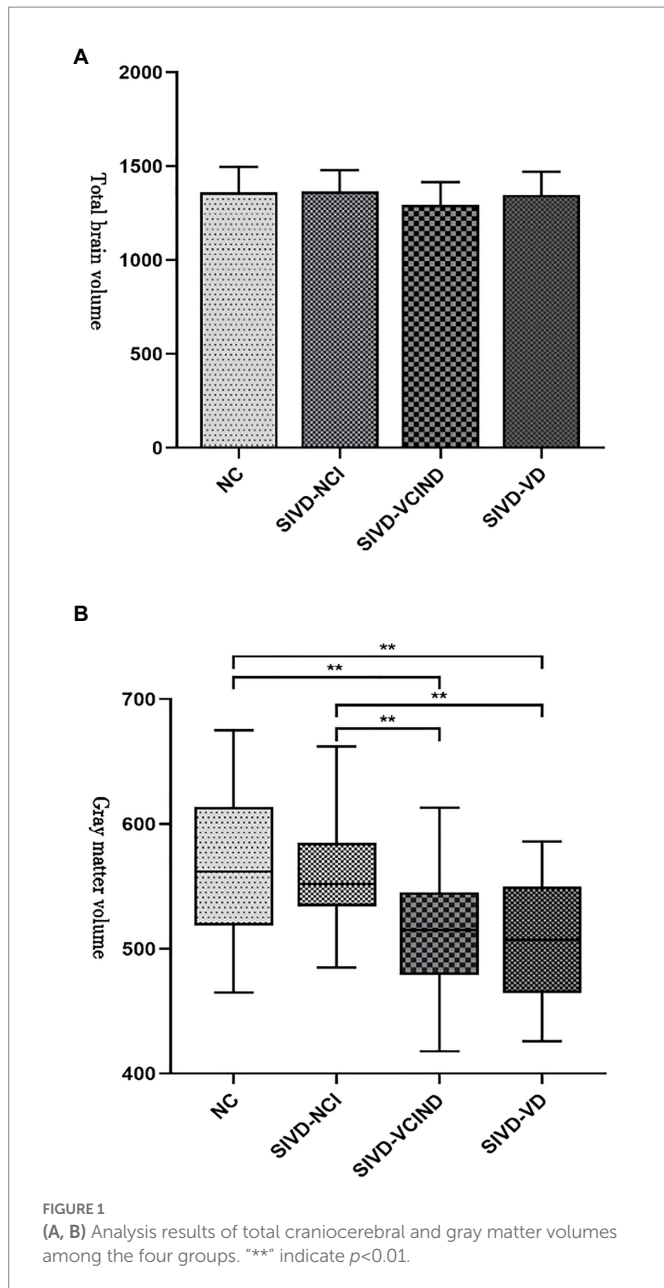 A
2000
1500
1000
500
0
Total brain volume
NC
SIVD-NCI
SIVD-VCIND
SIVD-VD
B
**
**
**
**
700
600
500
400
Gray matter volume
NC
SIVD-NCI
SIVD-VCIND
SIVD-VD
FIGURE 1
(A, B) Analysis results of total craniocerebral and gray matter volumes
among the four groups. "**" indicate p<0.01.